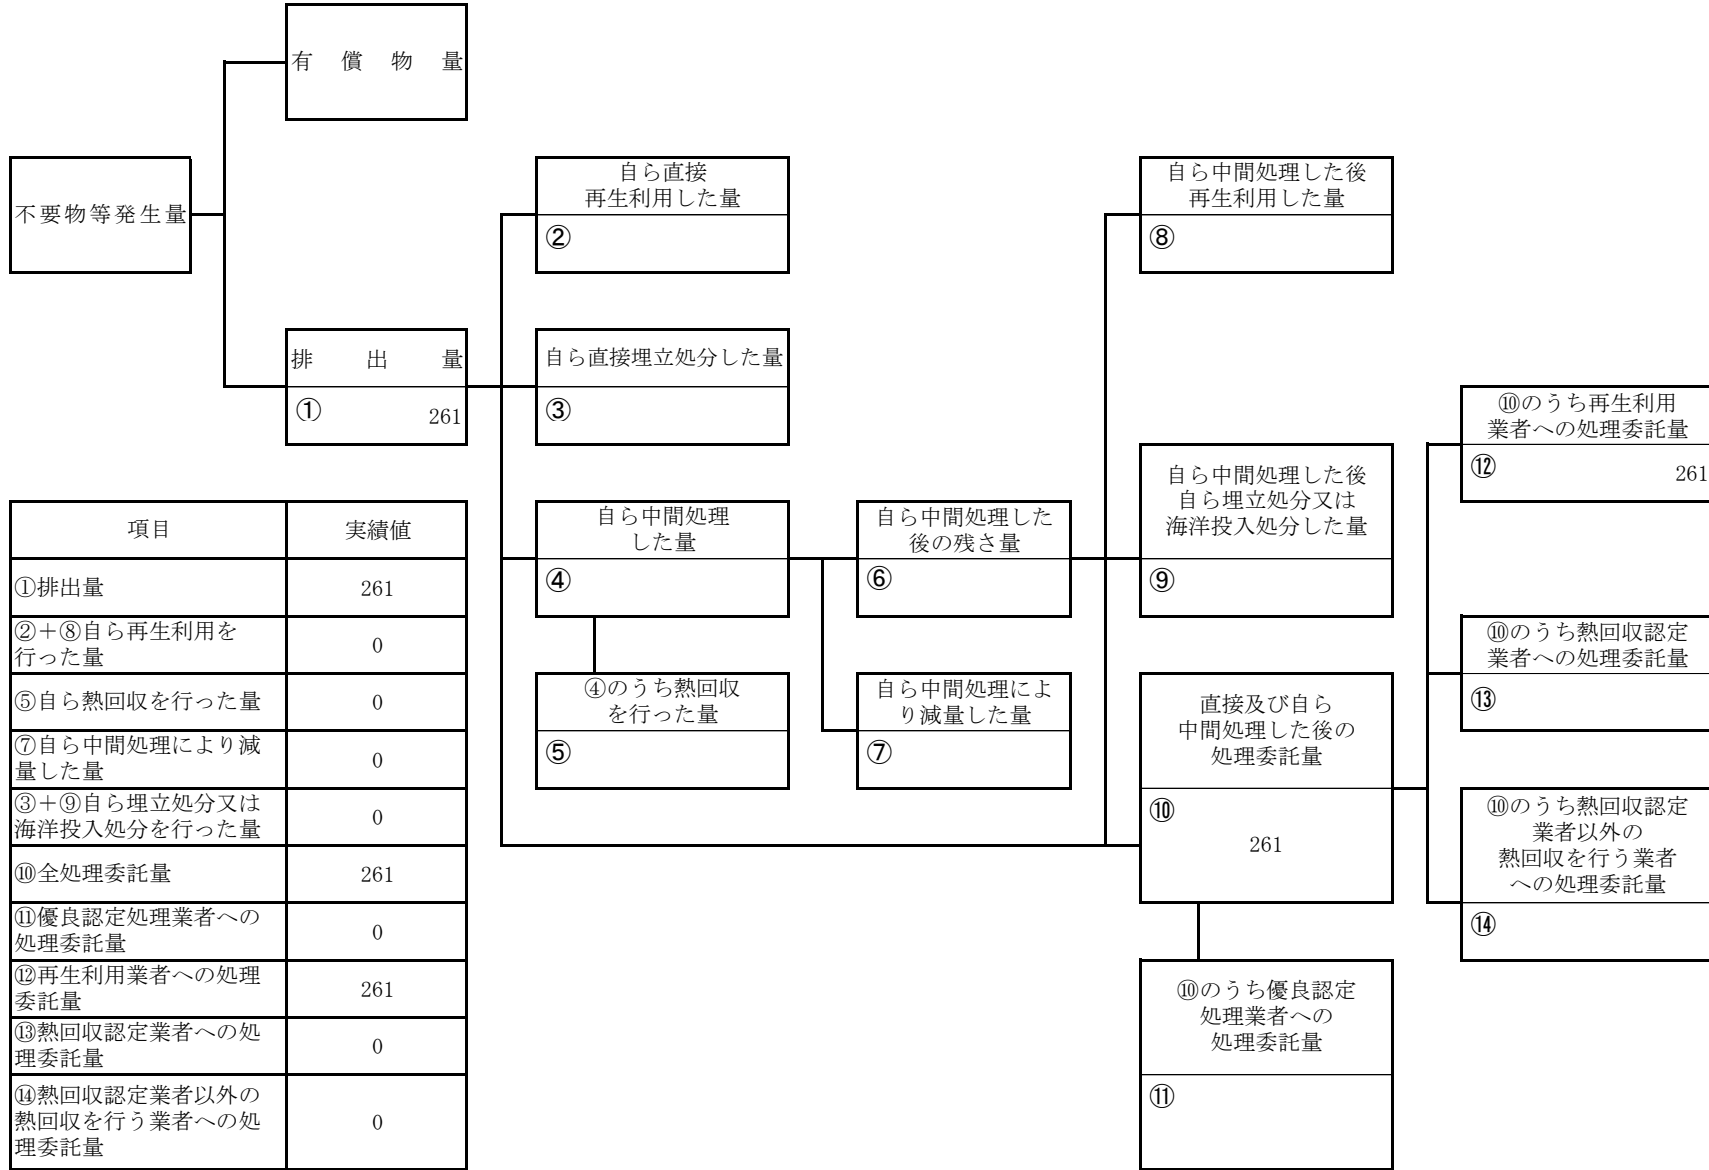 有償物量
不要物等発生量
排出量
① 261
自ら直接
再生利用した量
②
自ら直接埋立処分した量
③
自ら中間処理
した量
④
④のうち熱回収
を行った量
⑤
自ら中間処理した
後の残さ量
⑥
自ら中間処理によ
り減量した量
⑦
自ら中間処理した後
再生利用した量
⑧
自ら中間処理した後
自ら埋立処分又は
海洋投入処分した量
⑨
直接及び自ら
中間処理した後の
処理委託量
⑩
261
⑩のうち優良認定
処理業者への
処理委託量
⑪
⑩のうち再生利用
業者への処理委託量
⑫ 261
⑩のうち熱回収認定
業者への処理委託量
⑬
⑩のうち熱回収認定
業者以外の
熱回収を行う業者
への処理委託量
⑭
項目 実績値
①排出量 261
②＋⑧自ら再生利用を
行った量 0
⑤自ら熱回収を行った量 0
⑦自ら中間処理により減
量した量 0
③＋⑨自ら埋立処分又は
海洋投入処分を行った量 0
⑩全処理委託量 261
⑪優良認定処理業者への
処理委託量 0
⑫再生利用業者への処理
委託量 261
⑬熱回収認定業者への処
理委託量 0
⑭熱回収認定業者以外の
熱回収を行う業者への処
理委託量 0